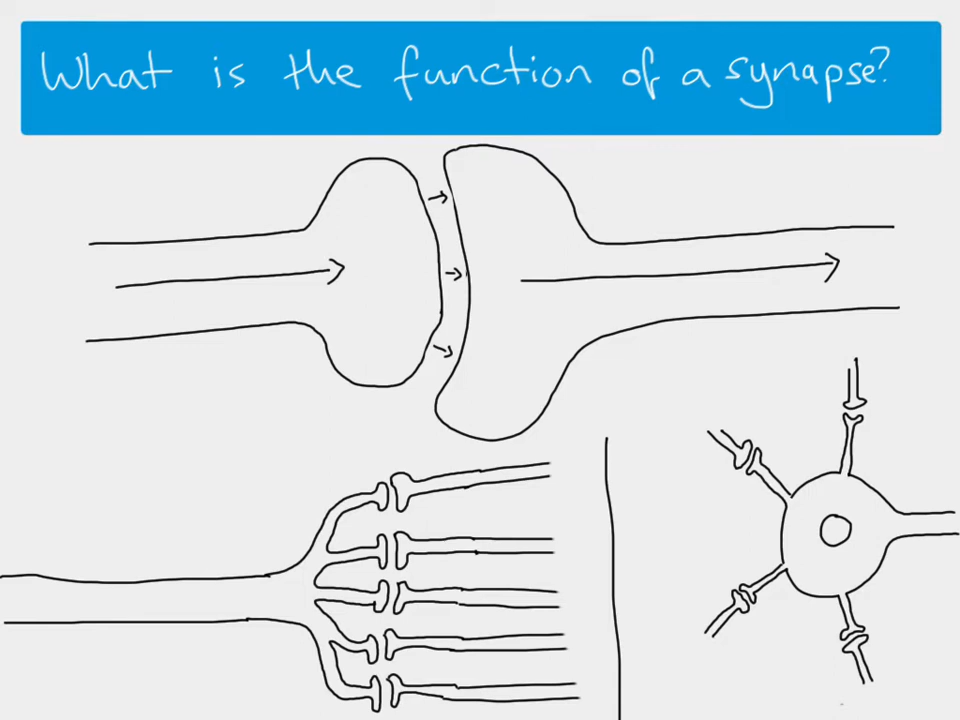 What is the function of a synapse?